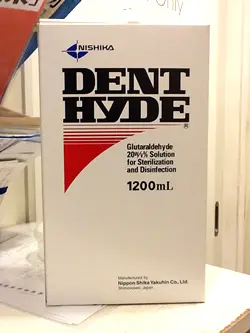 NISHIKA
DENT
HYDE®
Glutaraldehyde
20w/v% Solution
for Sterilization
and Disinfection
1200mL
Manufactured by
Nippon Shika Yakuhin Co., Ltd.
Shimonoseki, Japan